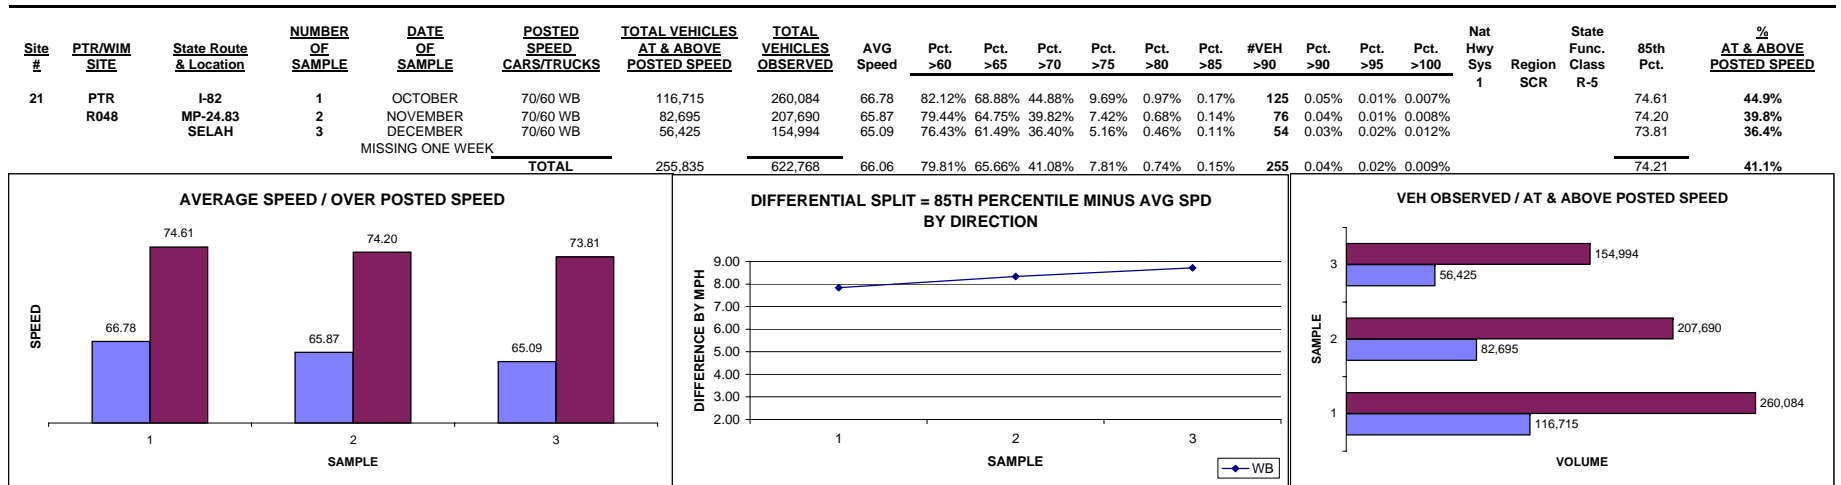 Site # PTR/WIM SITE State Route & Location NUMBER OF SAMPLE DATE OF SAMPLE POSTED SPEED CARS/TRUCKS TOTAL VEHICLES AT & ABOVE POSTED SPEED TOTAL VEHICLES OBSERVED AVG Speed Pct. >60 Pct. >65 Pct. >70 Pct. >75 Pct. >80 Pct. >85 #VEH >90 Pct. >90 Pct. >95 Pct. >100 Nat Hwy Sys 1 Region SCR State Func. Class R-5 85th Pct. % AT & ABOVE POSTED SPEED
21 PTR I-82 1 OCTOBER 70/60 WB 116,715 260,084 66.78 82.12% 68.88% 44.88% 9.69% 0.97% 0.17% 125 0.05% 0.01% 0.007% 74.61 44.9%
R048 MP-24.83 2 NOVEMBER 70/60 WB 82,695 207,690 65.87 79.44% 64.75% 39.82% 7.42% 0.68% 0.14% 76 0.04% 0.01% 0.008% 74.20 39.8%
SELAH 3 DECEMBER 70/60 WB 56,425 154,994 65.09 76.43% 61.49% 36.40% 5.16% 0.46% 0.11% 54 0.03% 0.02% 0.012% 73.81 36.4%
MISSING ONE WEEK
TOTAL 255,835 622,768 66.06 79.81% 65.66% 41.08% 7.81% 0.74% 0.15% 255 0.04% 0.02% 0.009% 74.21 41.1%
AVERAGE SPEED / OVER POSTED SPEED
74.61
74.20
73.81
66.78
65.87
65.09
SPEED
1 2 3
SAMPLE
DIFFERENTIAL SPLIT = 85TH PERCENTILE MINUS AVG SPD
BY DIRECTION
DIFFERENCE BY MPH
9.00
8.00
7.00
6.00
5.00
4.00
3.00
2.00
1 2 3
SAMPLE
WB
VEH OBSERVED / AT & ABOVE POSTED SPEED
SAMPLE
3
154,994
56,425
2
207,690
82,695
1
260,084
116,715
VOLUME